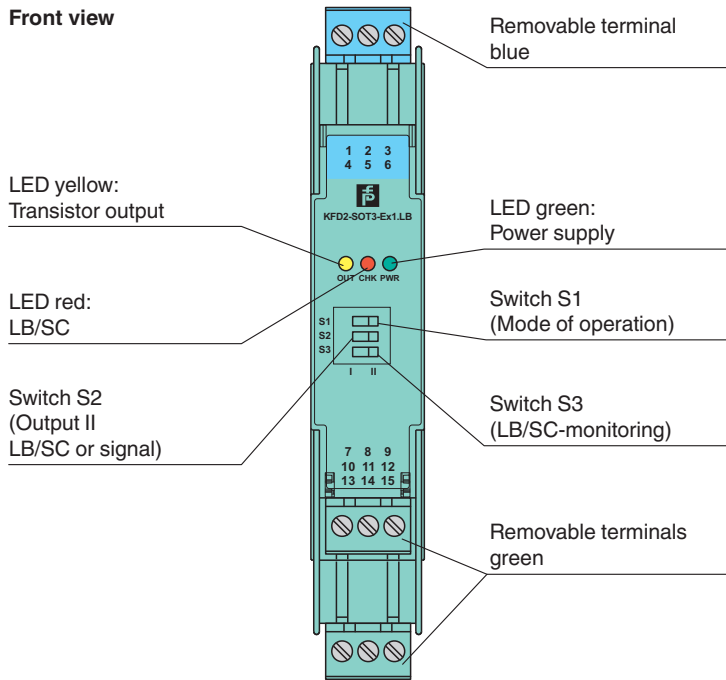 Front view
Removable terminal
blue
1 2 3
4 5 6
LED yellow:
Transistor output
KFD2-SOT3-Ex1.LB
LED green:
Power supply
OUT CHK PWR
LED red:
LB/SC
Switch S1
(Mode of operation)
S1
S2
S3
I II
Switch S2
(Output II
LB/SC or signal)
Switch S3
(LB/SC-monitoring)
7 8 9
10 11 12
13 14 15
Removable terminals
green